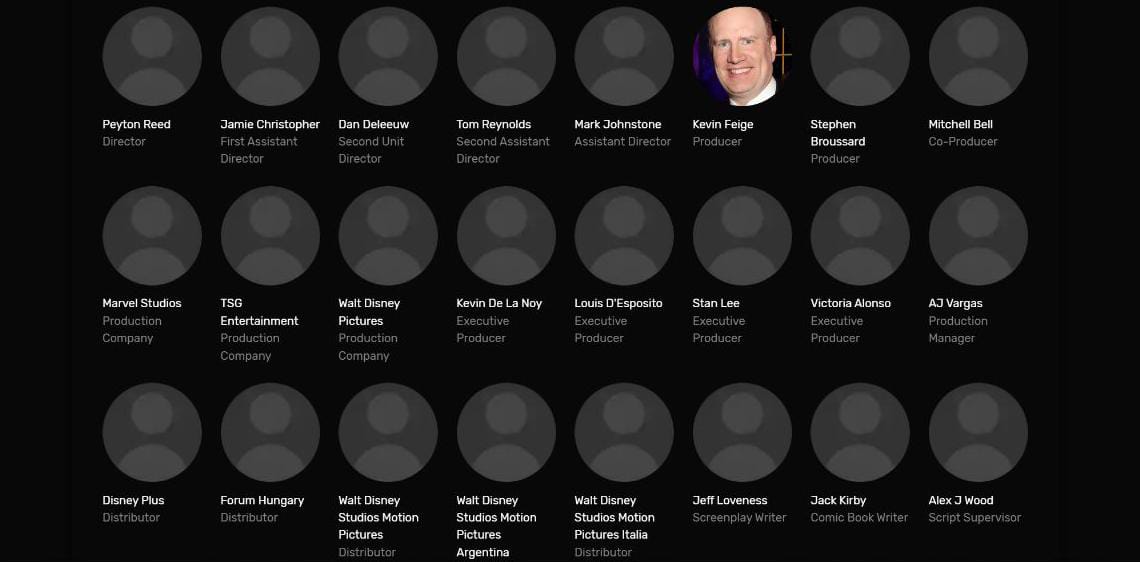 Peyton Reed
Director
Jamie Christopher
First Assistant
Director
Dan Deleeuw
Second Unit
Director
Tom Reynolds
Second Assistant
Director
Mark Johnstone
Assistant Director
Kevin Feige
Producer
Stephen
Broussard
Producer
Mitchell Bell
Co-Producer
Marvel Studios
Production
Company
TSG
Entertainment
Production
Company
Walt Disney
Pictures
Production
Company
Kevin De La Noy
Executive
Producer
Louis D'Esposito
Executive
Producer
Stan Lee
Executive
Producer
Victoria Alonso
Executive
Producer
AJ Vargas
Production
Manager
Disney Plus
Distributor
Forum Hungary
Distributor
Walt Disney
Studios Motion
Pictures
Distributor
Walt Disney
Studios Motion
Pictures
Argentina
Walt Disney
Studios Motion
Pictures Italia
Distributor
Jeff Loveness
Screenplay Writer
Jack Kirby
Comic Book Writer
Alex J Wood
Script Supervisor